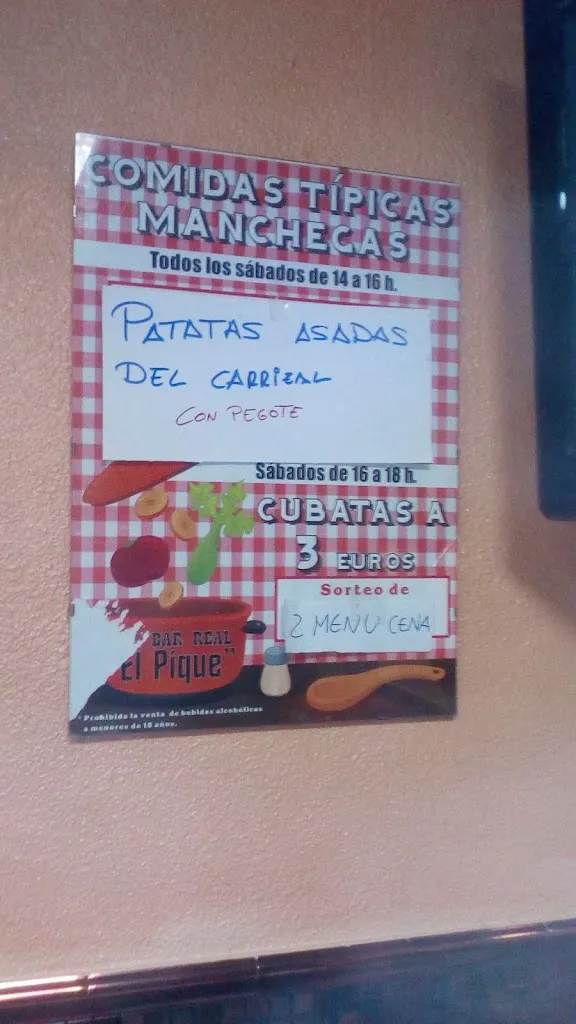 COMIDAS TÍPICAS
MANCHEGAS
Todos los sábados de 14 a 16 h.
PATATAS ASADAS
DEL CARRIZAL
CON PEGOTE
Sábados de 16 a 18 h.
CUBATAS A
3 EUROS
Sorteo de
2 MENU CENA
BAR REAL
El Pique"
* Prohibida la venta de bebidas alcohólicas
a menores de 18 años.